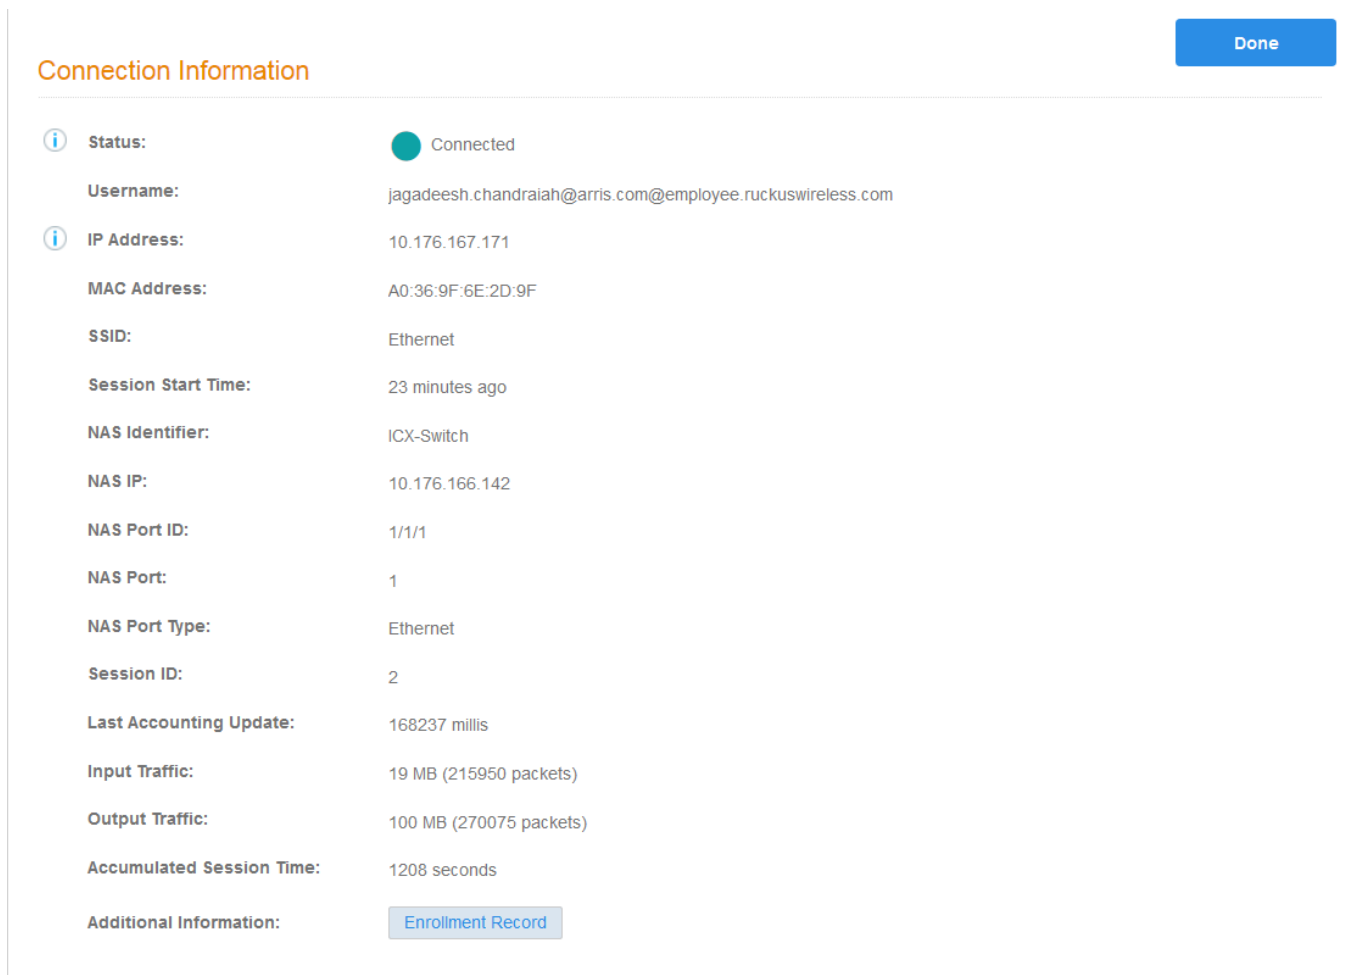 Done
Connection Information
Status: Connected
Username: jagadeesh.chandraiah@arris.com@employee.ruckuswireless.com
IP Address: 10.176.167.171
MAC Address: A0:36:9F:6E:2D:9F
SSID: Ethernet
Session Start Time: 23 minutes ago
NAS Identifier: ICX-Switch
NAS IP: 10.176.166.142
NAS Port ID: 1/1/1
NAS Port: 1
NAS Port Type: Ethernet
Session ID: 2
Last Accounting Update: 168237 millis
Input Traffic: 19 MB (215950 packets)
Output Traffic: 100 MB (270075 packets)
Accumulated Session Time: 1208 seconds
Additional Information: Enrollment Record